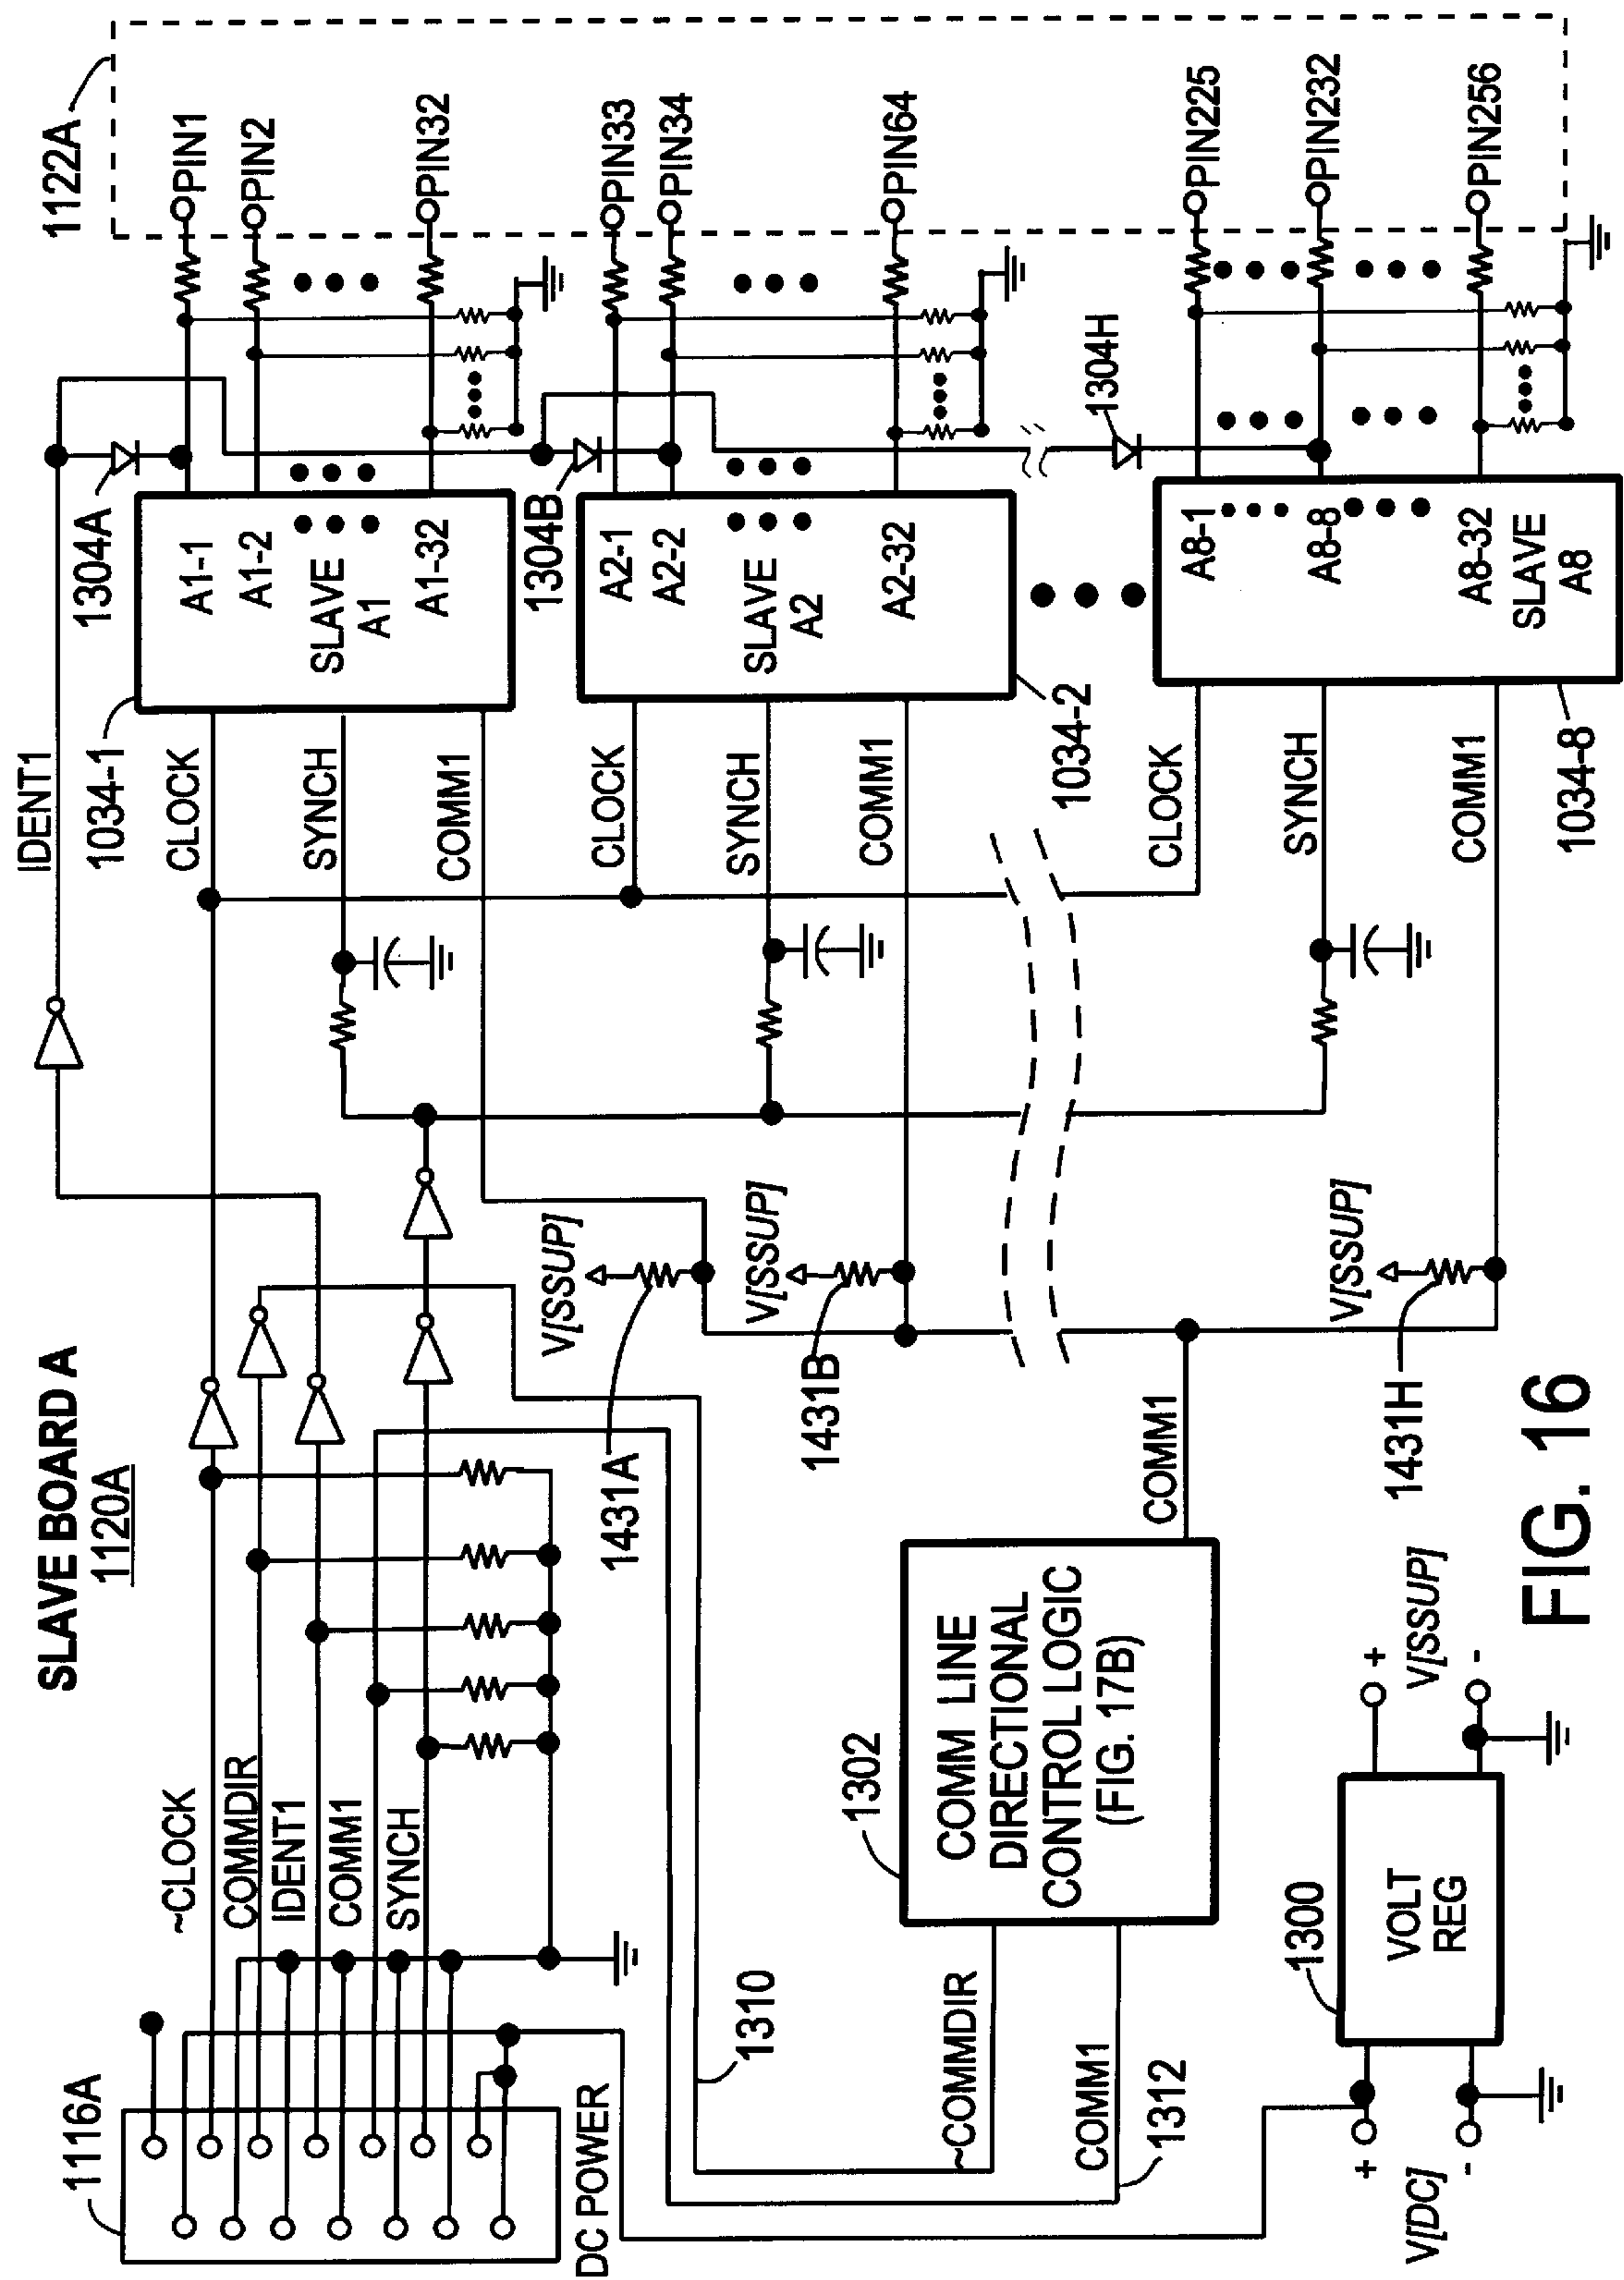 SLAVE BOARD A
1120A
1116A
~CLOCK
COMMDIR
IDENT1
COMM1
SYNCH
DC POWER
IDENT1
1034-1
CLOCK
SYNCH
COMM1
1304A
A1-1
A1-2
SLAVE
A1
A1-32
1122A
PIN1
PIN2
PIN32
1304B
CLOCK
SYNCH
COMM1
1034-2
A2-1
A2-2
SLAVE
A2
A2-32
PIN33
PIN34
PIN64
1304H
CLOCK
SYNCH
COMM1
1034-8
A8-1
A8-8
A8-32
SLAVE
A8
PIN225
PIN232
PIN256
V[SSUP]
1431A
V[SSUP]
1431B
V[SSUP]
1431H
1310
~COMMDIR
COMM1
1312
1302
COMM LINE
DIRECTIONAL
CONTROL LOGIC
(FIG. 17B)
COMM1
1300
VOLT
REG
+
V[DC]
-
+
V[SSUP]
-
FIG. 16